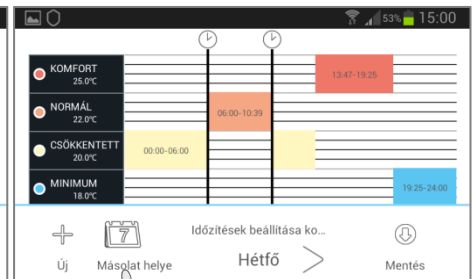 53% 15:00
KOMFORT
25.0℃
13:47-19:25
NORMÁL
22.0℃
06:00-10:39
CSÖKKENTETT
20.0℃
00:00-06:00
MINIMUM
18.0℃
19:25-24:00
7
Időzítések beállítása ko...
Új
Másolat helye
Hétfő
Mentés